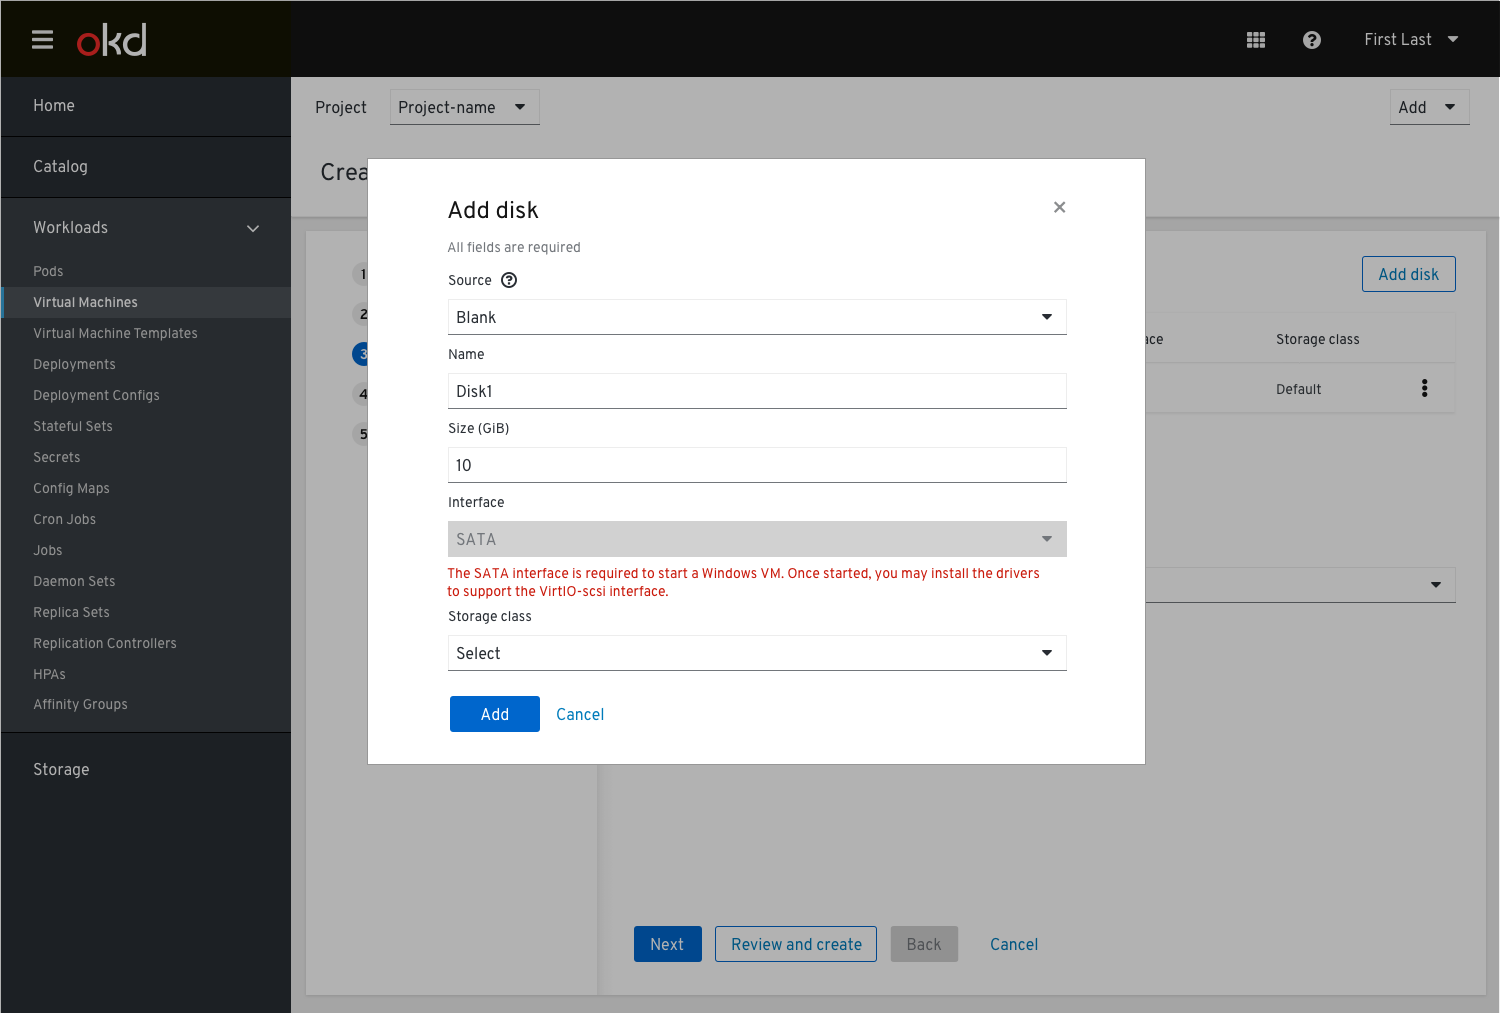 okd
First Last
Home
Catalog
Workloads
Pods
Virtual Machines
Virtual Machine Templates
Deployments
Deployment Configs
Stateful Sets
Secrets
Config Maps
Cron Jobs
Jobs
Daemon Sets
Replica Sets
Replication Controllers
HPAs
Affinity Groups
Storage
Project
Project-name
Add
Crea
1
2
3
4
5
Add disk
ace
Storage class
Default
Add disk
All fields are required
Source
Blank
Name
Disk1
Size (GiB)
10
Interface
SATA
The SATA interface is required to start a Windows VM. Once started, you may install the drivers
to support the VirtIO-scsi interface.
Storage class
Select
Add
Cancel
Next
Review and create
Back
Cancel